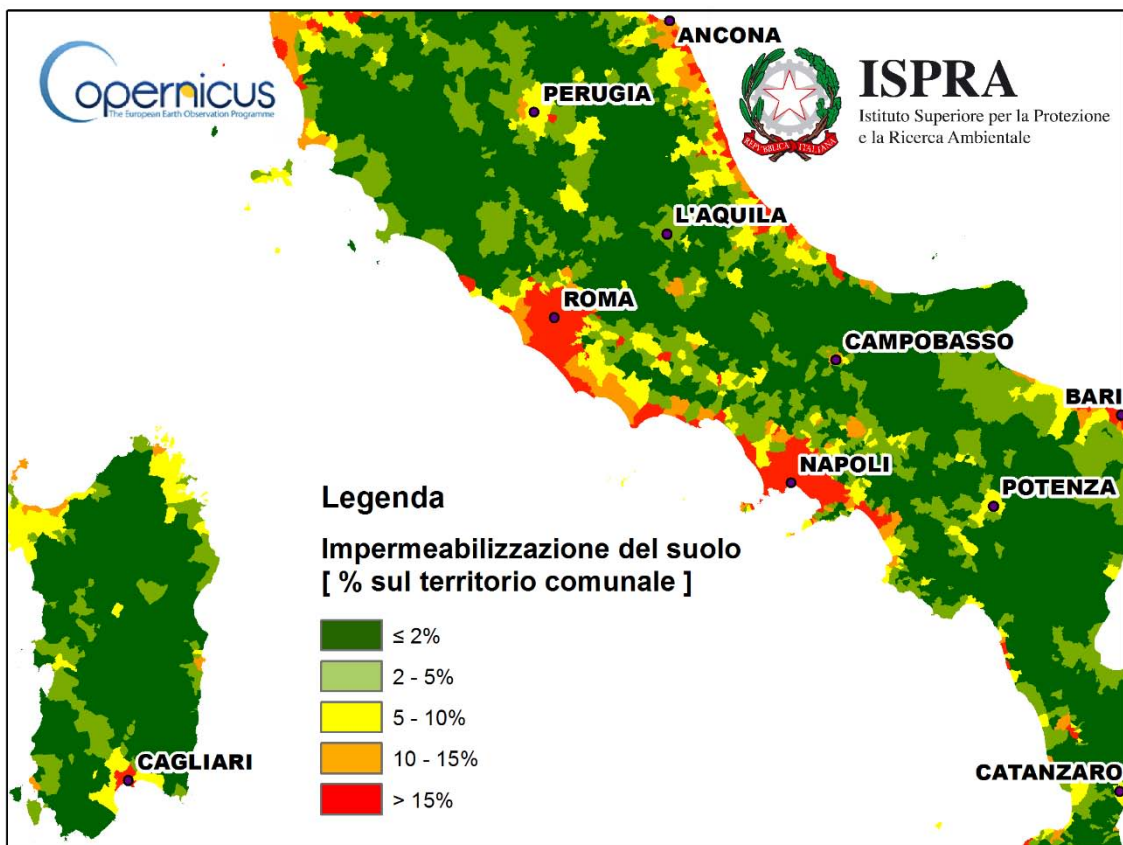 ANCONA
Copernicus
The European Earth Observation Programme
ISPRA
Istituto Superiore per la Protezione
e la Ricerca Ambientale
REPVBBLICA ITALIANA
PERUGIA
L'AQUILA
ROMA
CAMPOBASSO
BARI
NAPOLI
POTENZA
Legenda
Impermeabilizzazione del suolo
[ % sul territorio comunale ]
≤ 2%
2 - 5%
5 - 10%
10 - 15%
> 15%
CAGLIARI
CATANZARO